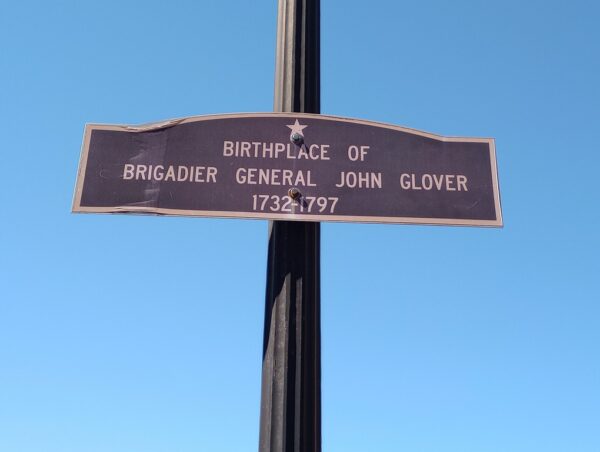 BIRTHPLACE OF
BRIGADIER GENERAL JOHN GLOVER
1732-1797